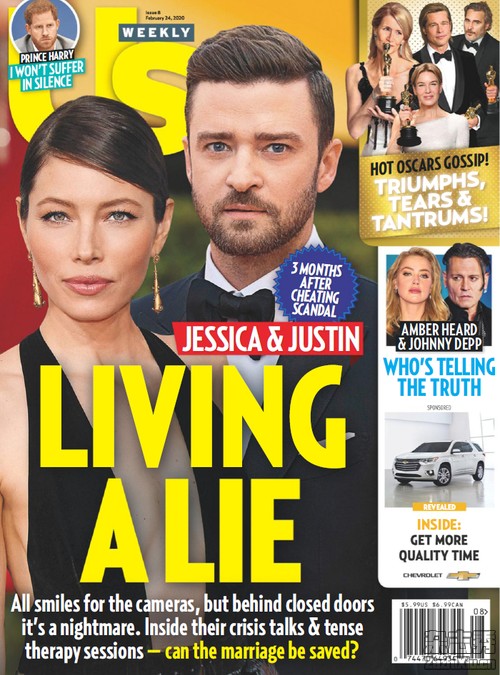 Issue 8
February 24, 2020
Us
WEEKLY
PRINCE HARRY
I WON'T SUFFER
IN SILENCE
HOT OSCARS GOSSIP!
TRIUMPHS,
TEARS &
TANTRUMS!
3 MONTHS
AFTER
CHEATING
SCANDAL
JESSICA & JUSTIN
LIVING
A LIE
All smiles for the cameras, but behind closed doors
it's a nightmare. Inside their crisis talks & tense
therapy sessions – can the marriage be saved?
AMBER HEARD
& JOHNNY DEPP
WHO'S TELLING
THE TRUTH
SPONSORED
REVEALED
INSIDE:
GET MORE
QUALITY TIME
CHEVROLET
$5.99US $6.99CAN
08>